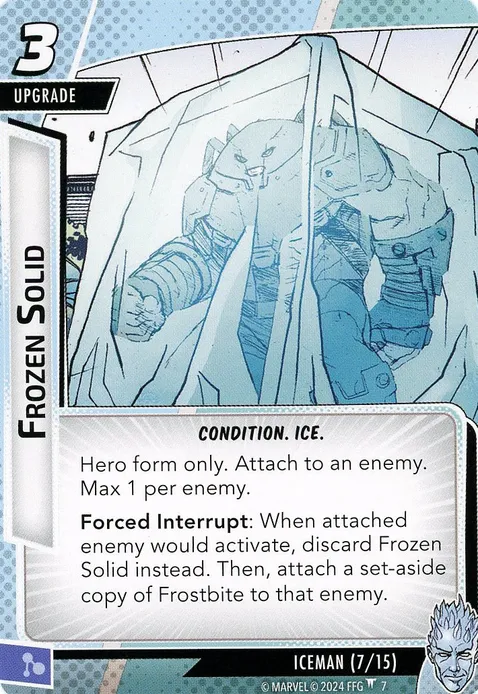 3
UPGRADE
FROZEN SOLID
CONDITION. ICE.
Hero form only. Attach to an enemy.
Max 1 per enemy.
Forced Interrupt: When attached
enemy would activate, discard Frozen
Solid instead. Then, attach a set-aside
copy of Frostbite to that enemy.
ICEMAN (7/15)
© MARVEL © 2024 FFG 7